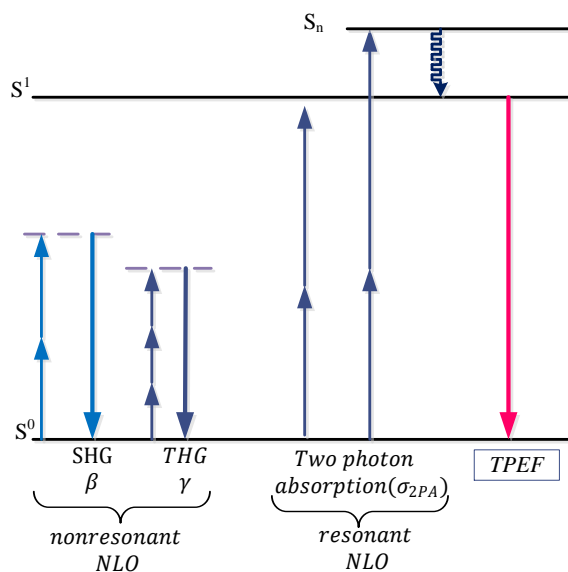 Sₙ
S¹
S⁰
SHG
β
THG
γ
nonresonant
NLO
Two photon
absorption(σ₂PA)
resonant
NLO
TPEF